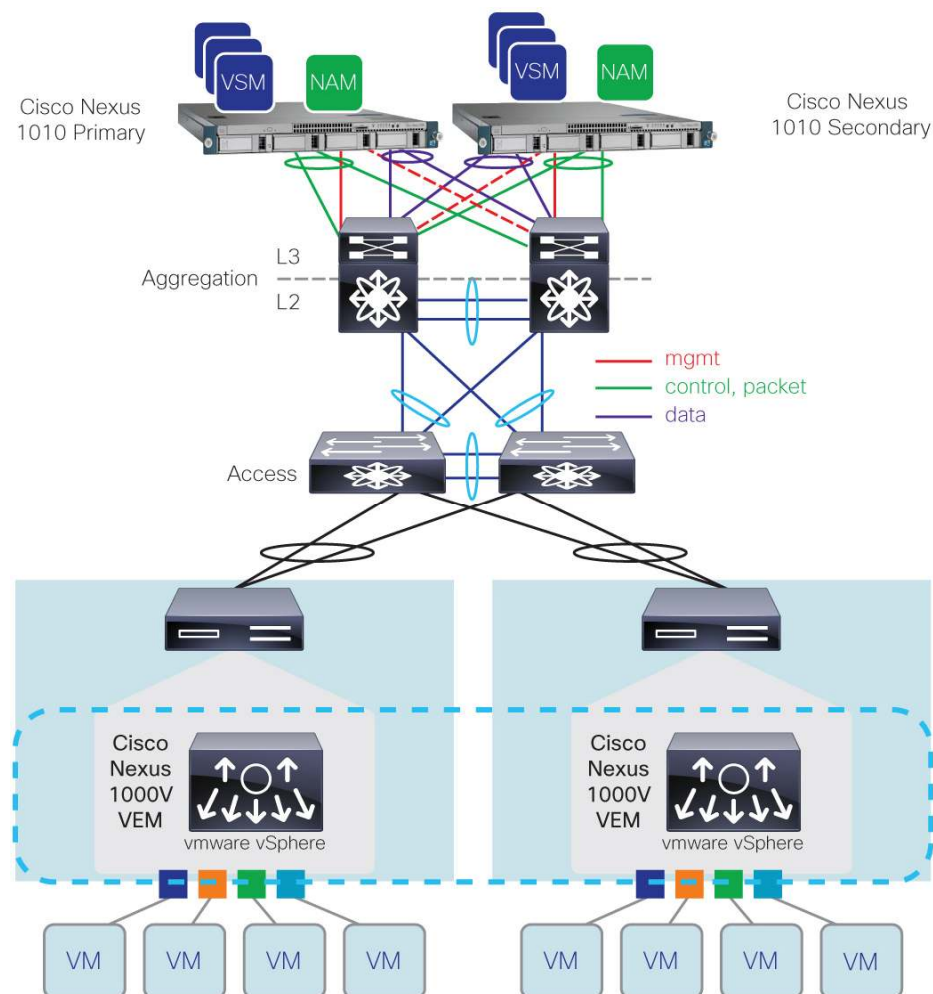 VSM
NAM
VSM
NAM
Cisco Nexus
1010 Primary
Cisco Nexus
1010 Secondary
L3
Aggregation
L2
mgmt
control, packet
data
Access
Cisco
Nexus
1000V
VEM
vmware vSphere
Cisco
Nexus
1000V
VEM
vmware vSphere
VM
VM
VM
VM
VM
VM
VM
VM